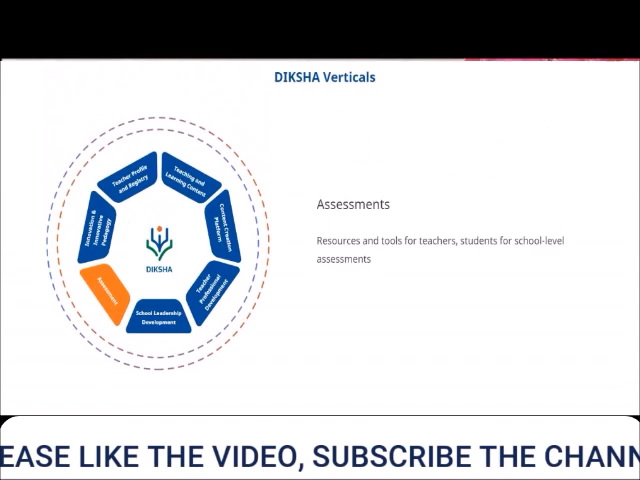 DIKSHA Verticals
Teacher Profile
and Registry
Teaching and
Learning Content
Content Creation
Platform
Teacher
Professional
Development
School Leadership
Development
Assessment
Innovation &
Innovative
Pedagogy
DIKSHA
Assessments
Resources and tools for teachers, students for school-level
assessments
EASE LIKE THE VIDEO, SUBSCRIBE THE CHANN